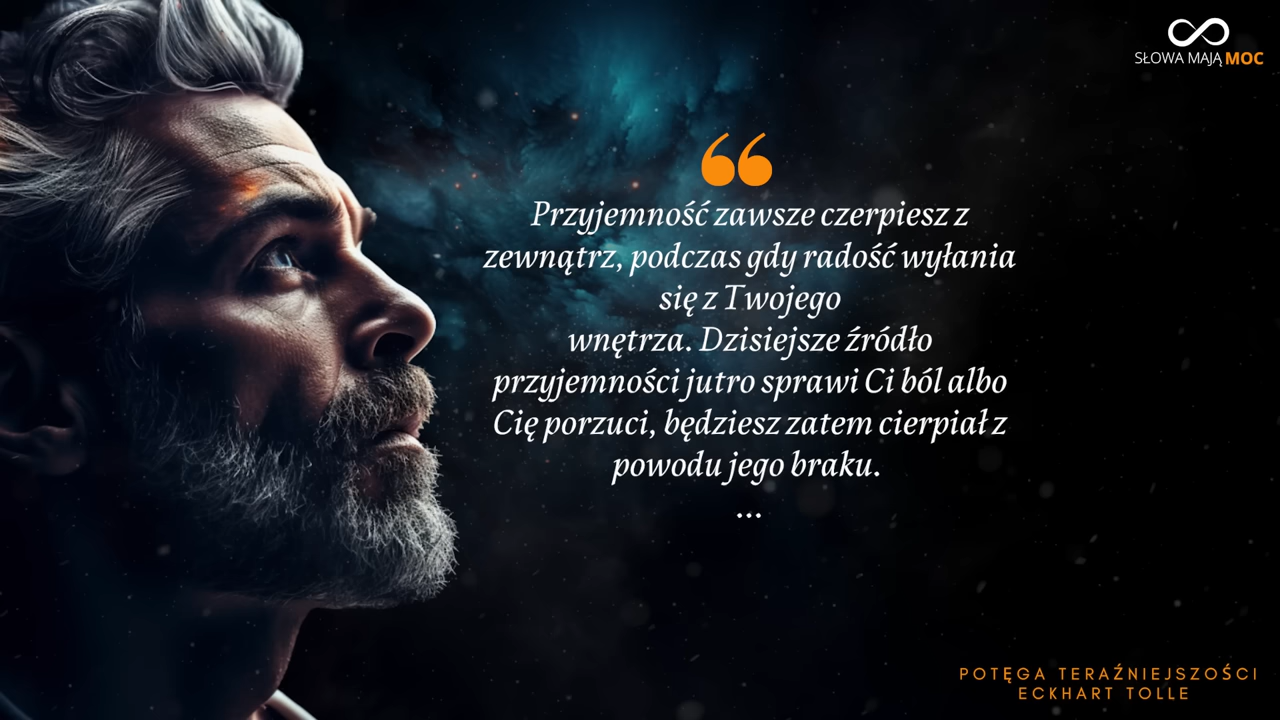 SŁOWA MAJĄ MOC
Przyjemność zawsze czerpiesz z
zewnątrz, podczas gdy radość wyłania
się z Twojego
wnętrza. Dzisiejsze źródło
przyjemności jutro sprawi Ci ból albo
Cię porzuci, będziesz zatem cierpiał z
powodu jego braku.
...
POTĘGA TERAŹNIEJSZOŚCI
ECKHART TOLLE